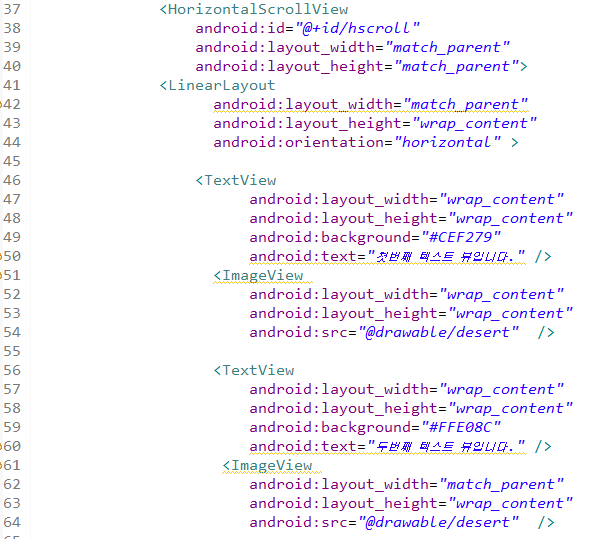 37 <HorizontalScrollView
38 android:id="@+id/hscroll"
39 android:layout_width="match_parent"
40 android:layout_height="match_parent">
41 <LinearLayout
42 android:layout_width="match_parent"
43 android:layout_height="wrap_content"
44 android:orientation="horizontal" >
45
46 <TextView
47 android:layout_width="wrap_content"
48 android:layout_height="wrap_content"
49 android:background="#CEF279"
50 android:text="첫번째 텍스트 뷰입니다." />
51 <ImageView
52 android:layout_width="wrap_content"
53 android:layout_height="wrap_content"
54 android:src="@drawable/desert"  />
55
56 <TextView
57 android:layout_width="wrap_content"
58 android:layout_height="wrap_content"
59 android:background="#FFE08C"
60 android:text="두번째 텍스트 뷰입니다." />
61 <ImageView
62 android:layout_width="match_parent"
63 android:layout_height="wrap_content"
64 android:src="@drawable/desert"  />